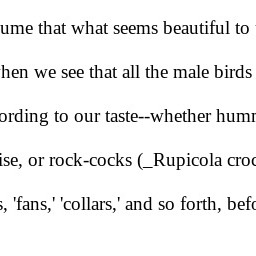 ume that what seems beautiful to
hen we see that all the male birds
ording to our taste--whether hum
ise, or rock-cocks (_Rupicola croc
, 'fans,' 'collars,' and so forth, befo